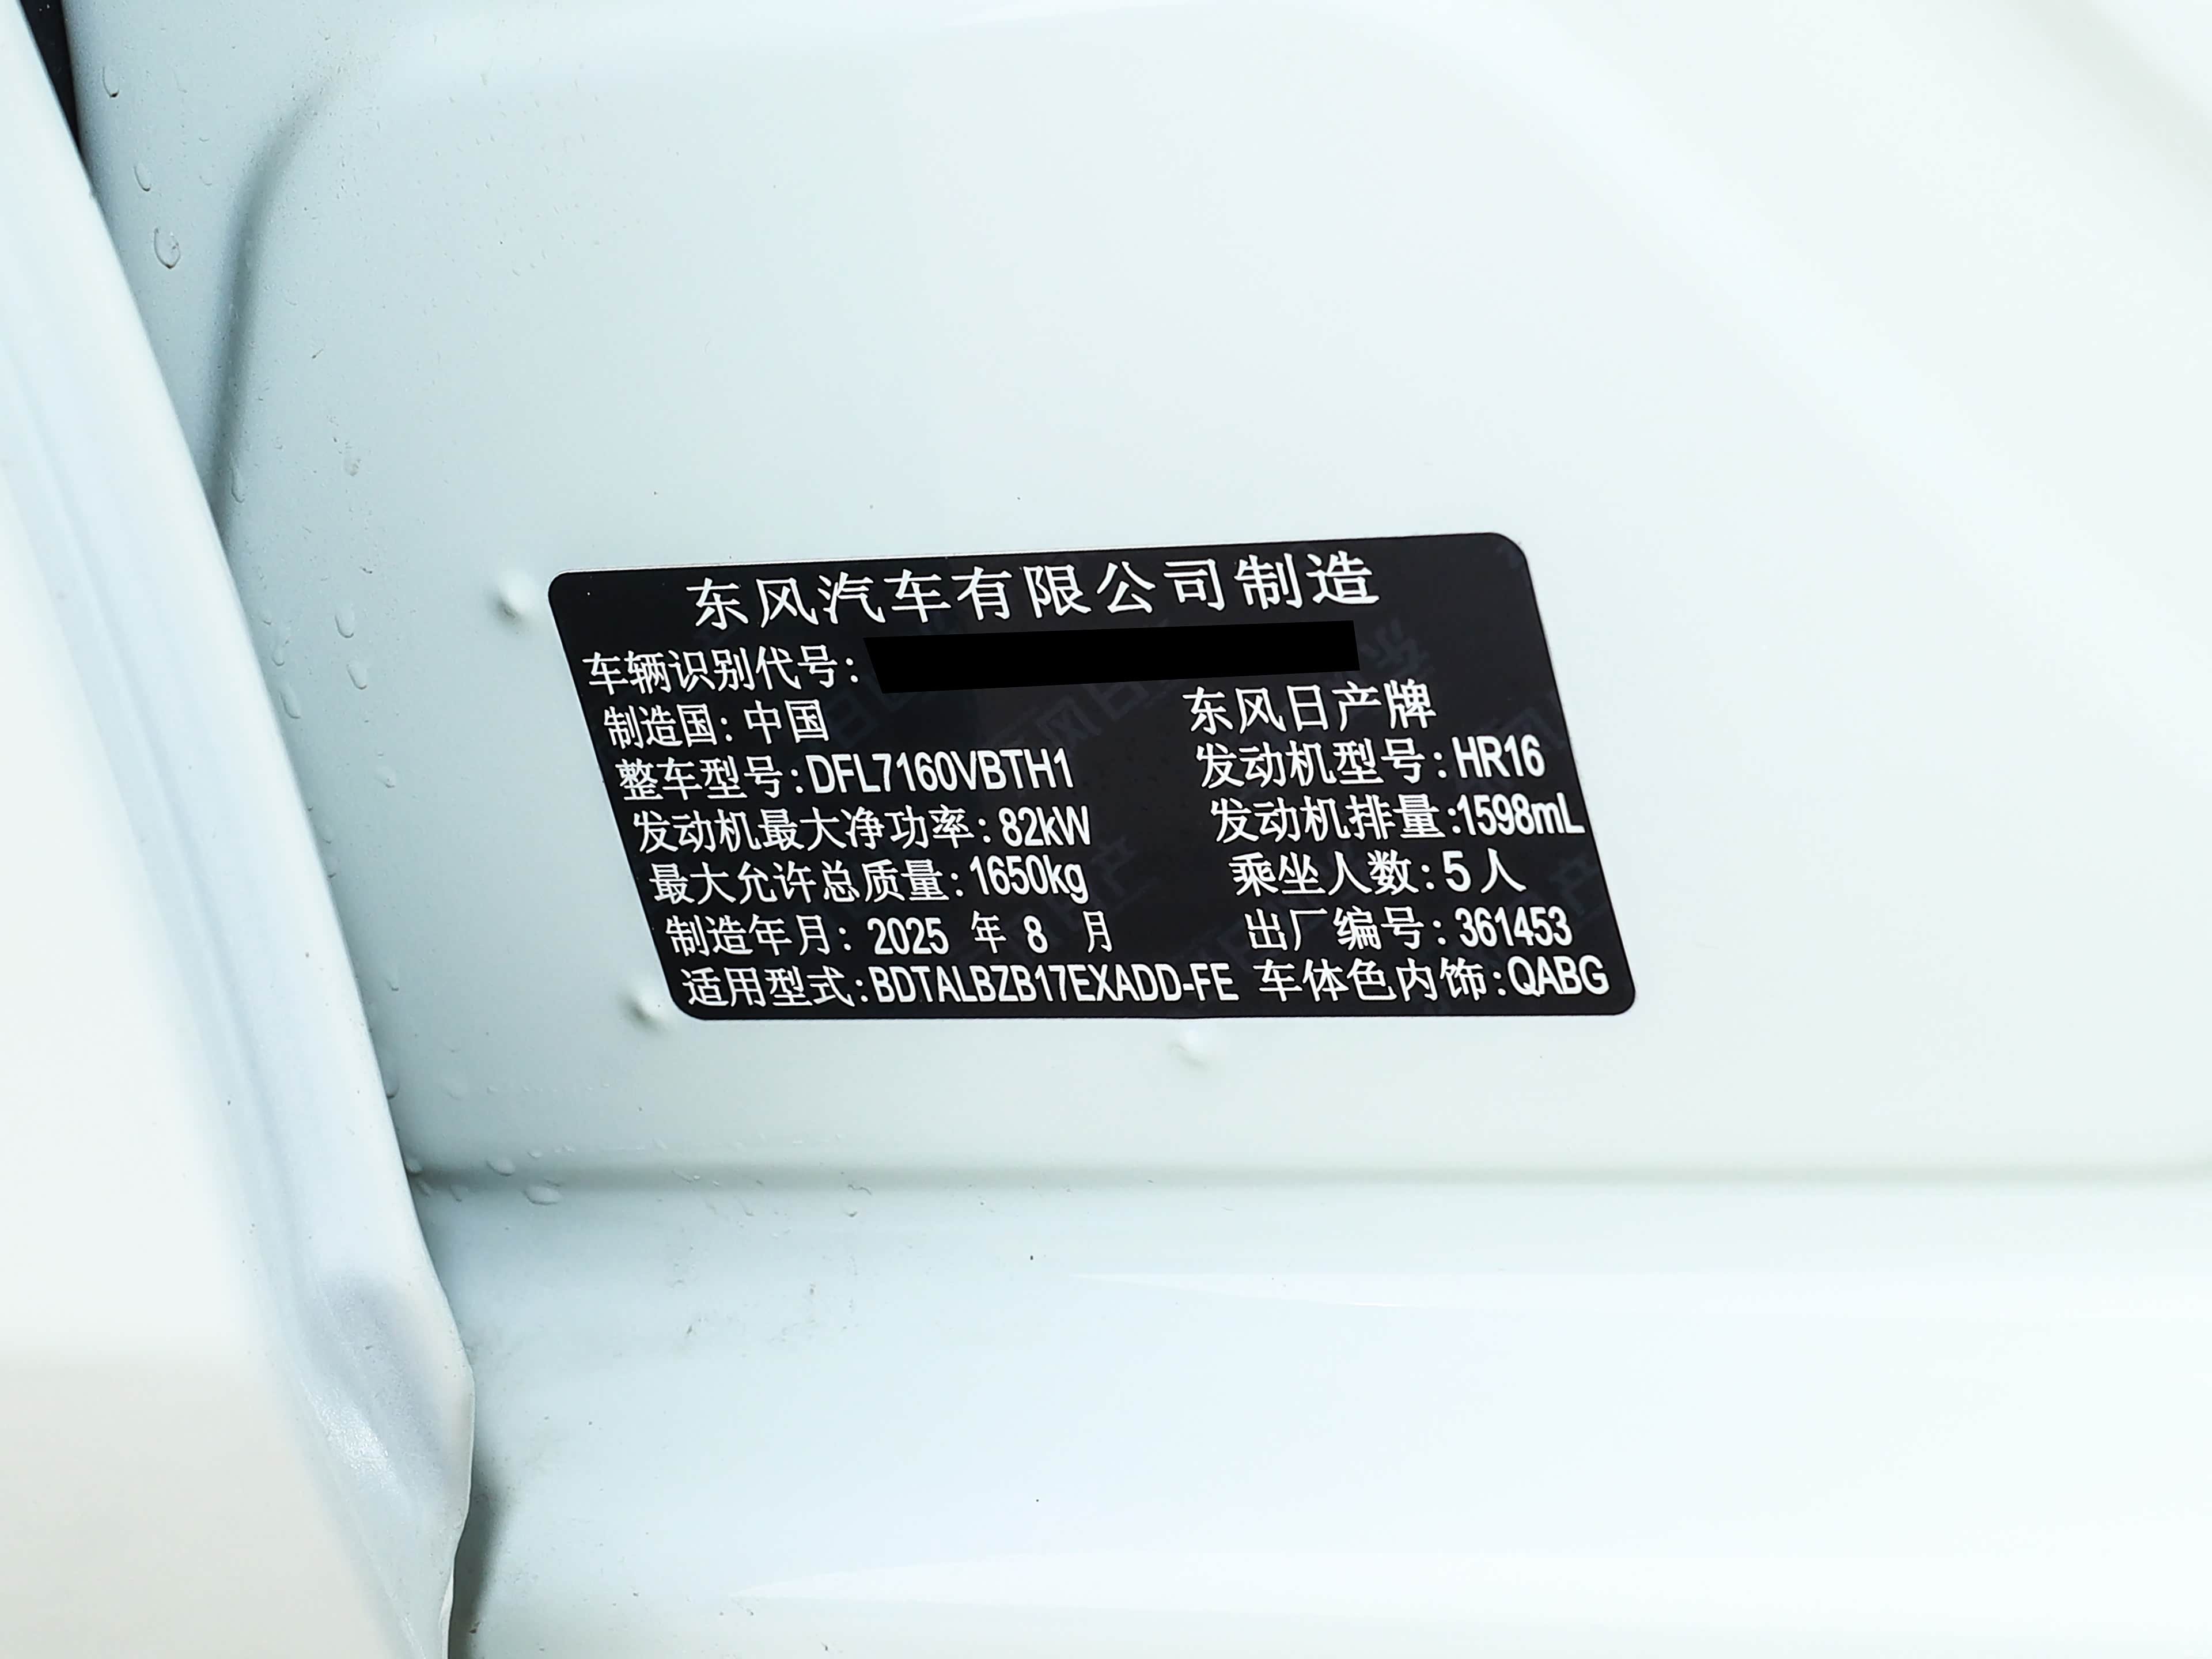 东风汽车有限公司制造
车辆识别代号:
制造国: 中国 东风日产牌
整车型号:DFL7160VBTH1 发动机型号: HR16
发动机最大净功率: 82kW 发动机排量:1598mL
最大允许总质量: 1650kg 乘坐人数: 5 人
制造年月: 2025 年 8 月 出厂编号: 361453
适用型式:BDTALBZB17EXADD-FE 车体色内饰:QABG